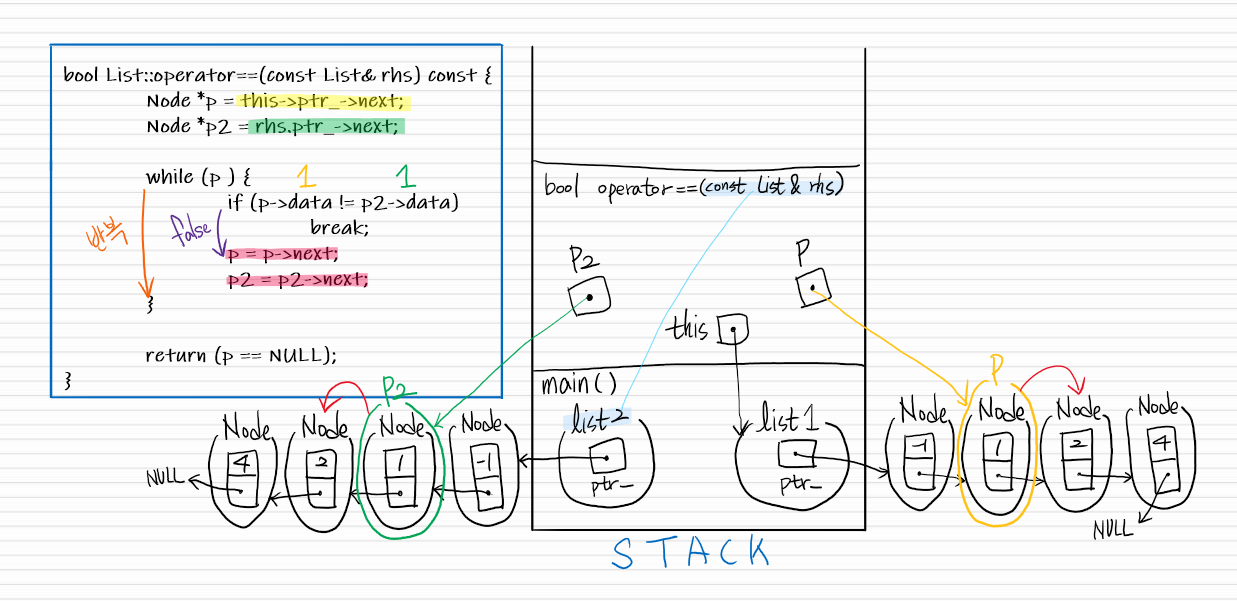 bool List::operator==(const List& rhs) const {
Node *p = this->ptr_->next;
Node *p2 = rhs.ptr_->next;
while (p ) {
1 1
if (p->data != p2->data)
break;
반복
false
p = p->next;
p2 = p2->next;
}
return (p == NULL);
}
bool operator==(const List & rhs)
P2
P
this
main()
list2
ptr_
list1
ptr_
STACK
P2
Node
4
Node
2
Node
1
Node
-1
NULL
P
Node
-1
Node
1
Node
2
Node
4
NULL